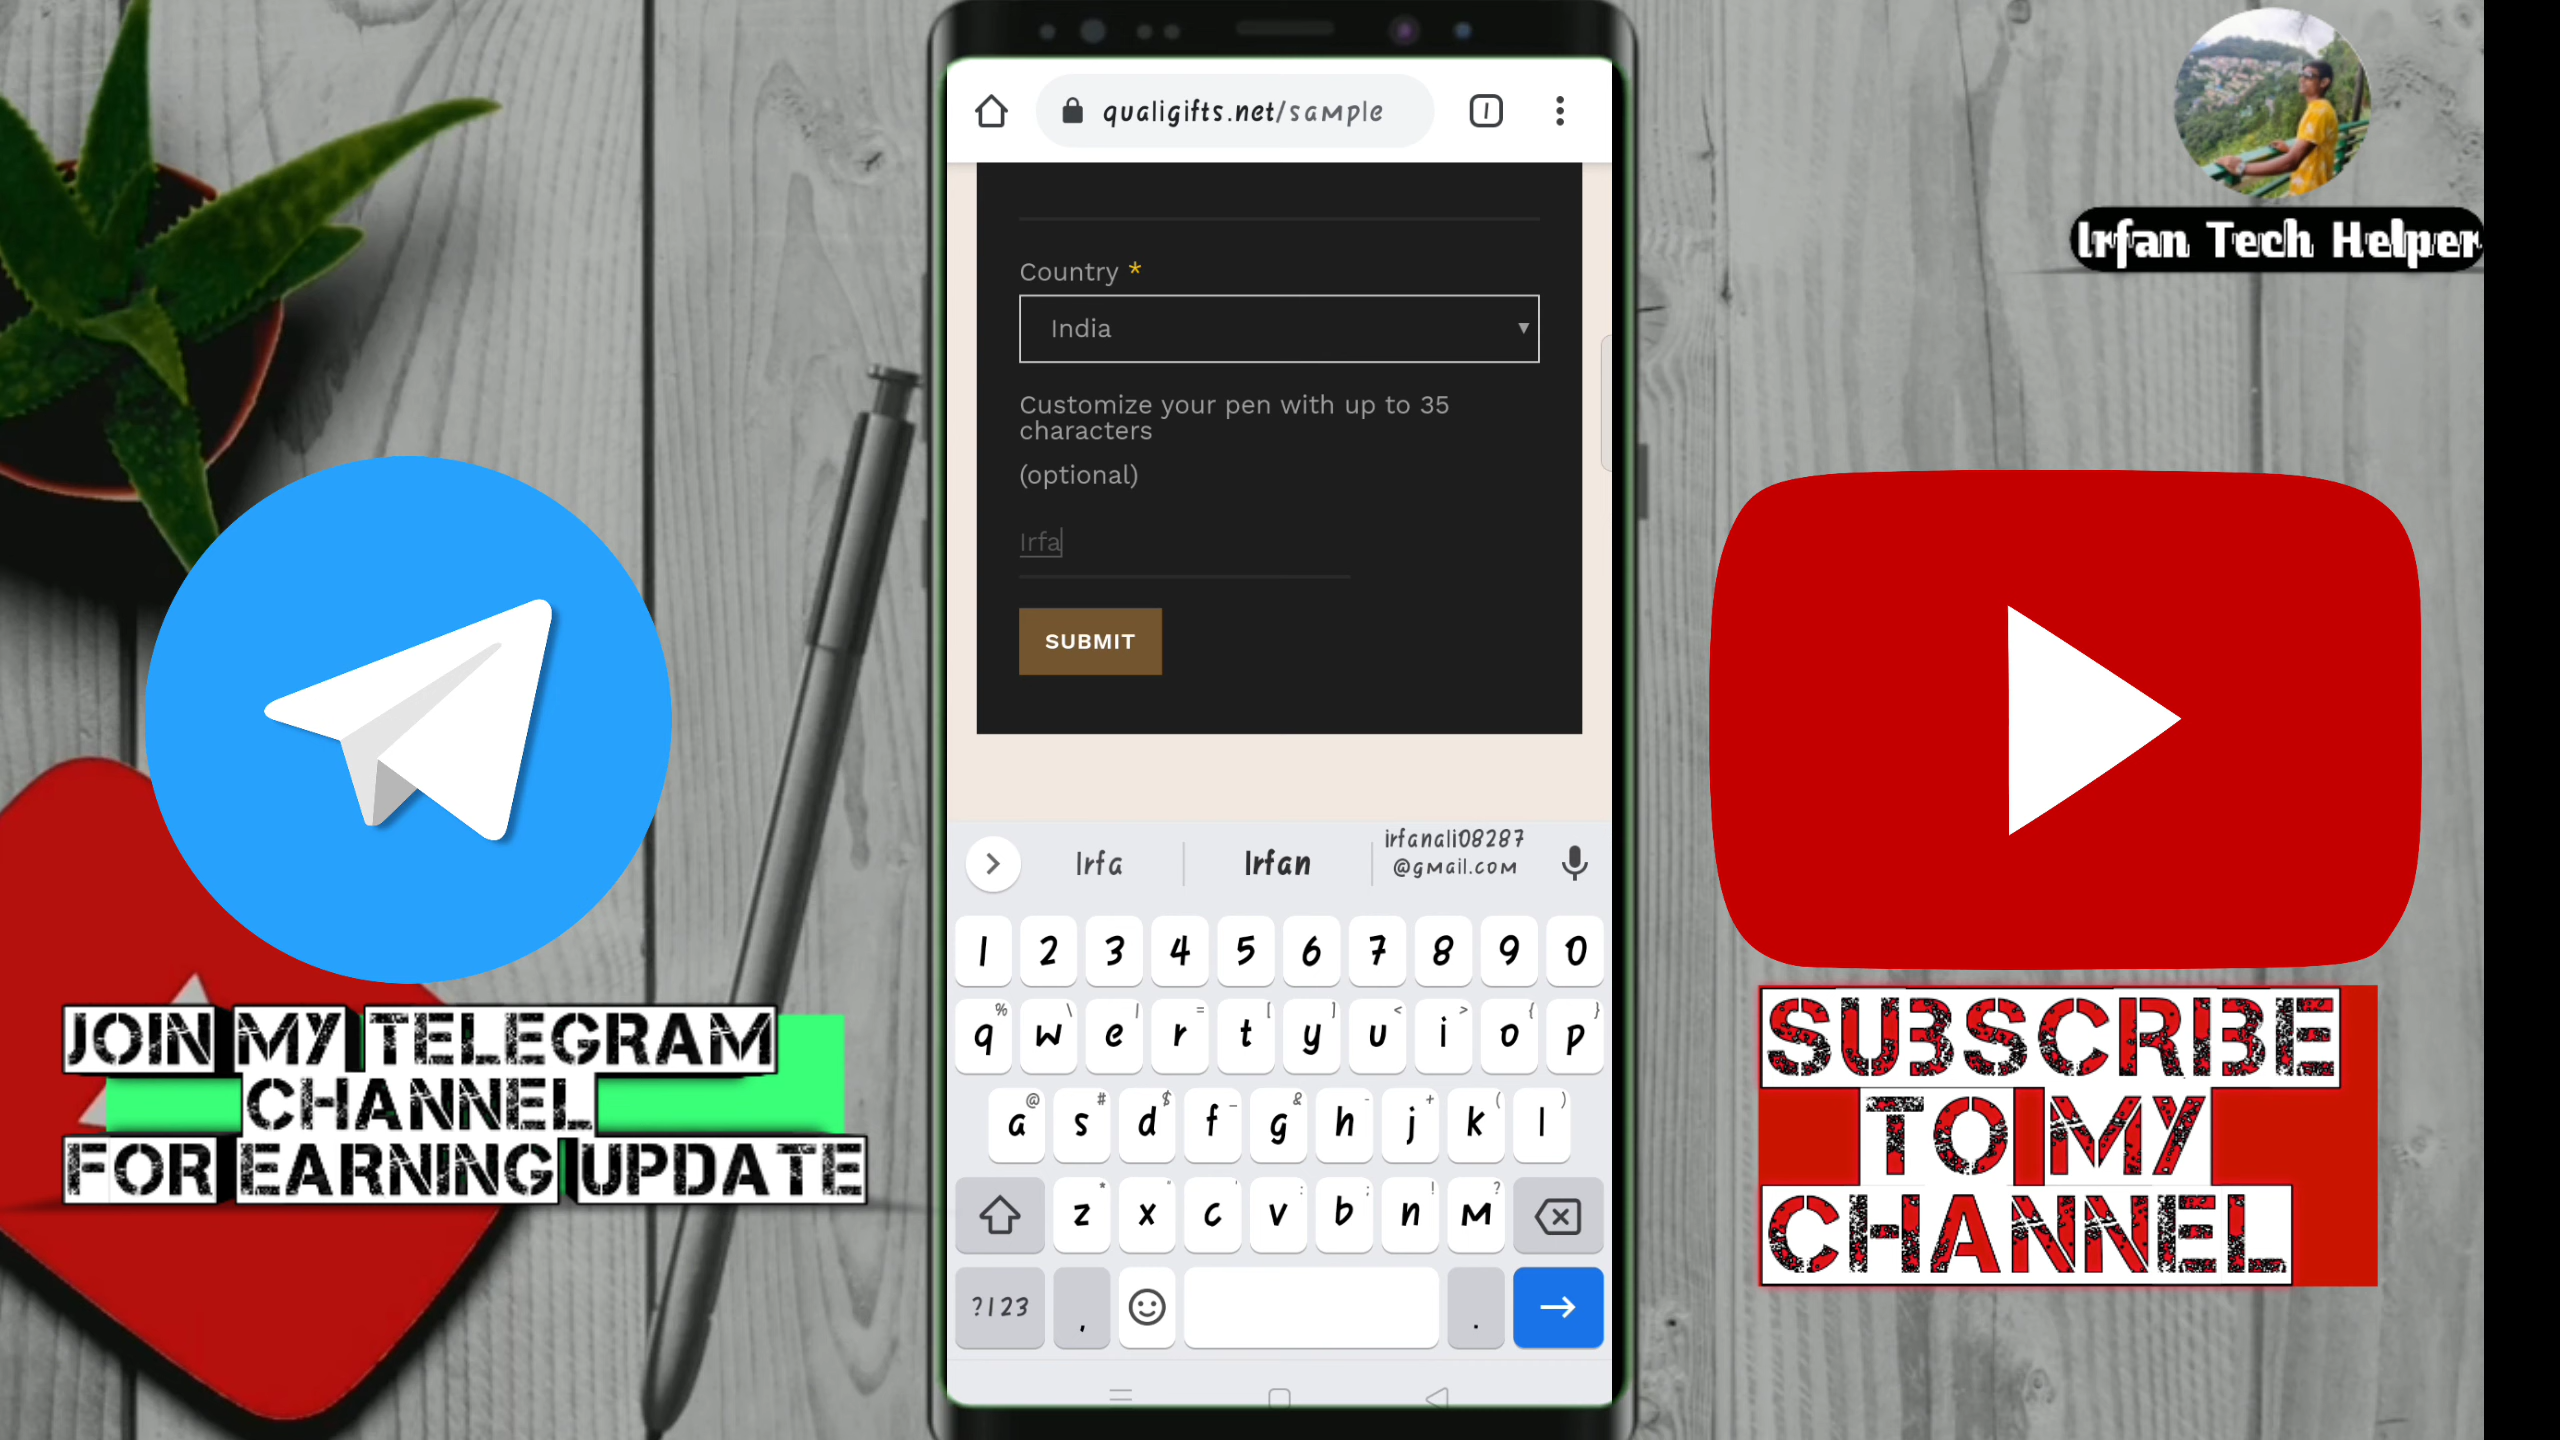 qualigifts.net/sample
Irfan Tech Helper
Country *
India
Customize your pen with up to 35
characters
(optional)
Irfa
SUBMIT
JOIN MY TELEGRAM
CHANNEL
FOR EARNING UPDATE
SUBSCRIBE
TO MY
CHANNEL
Irfa Irfan irfanali08287
@gmail.com
1 2 3 4 5 6 7 8 9 0
q w e r t y u i o p
% \ | = [ ] < > { }
a s d f g h j k l
@ # $ _ & - + ( )
z x c v b n m
* " ' : ; ! ?
?123 , .